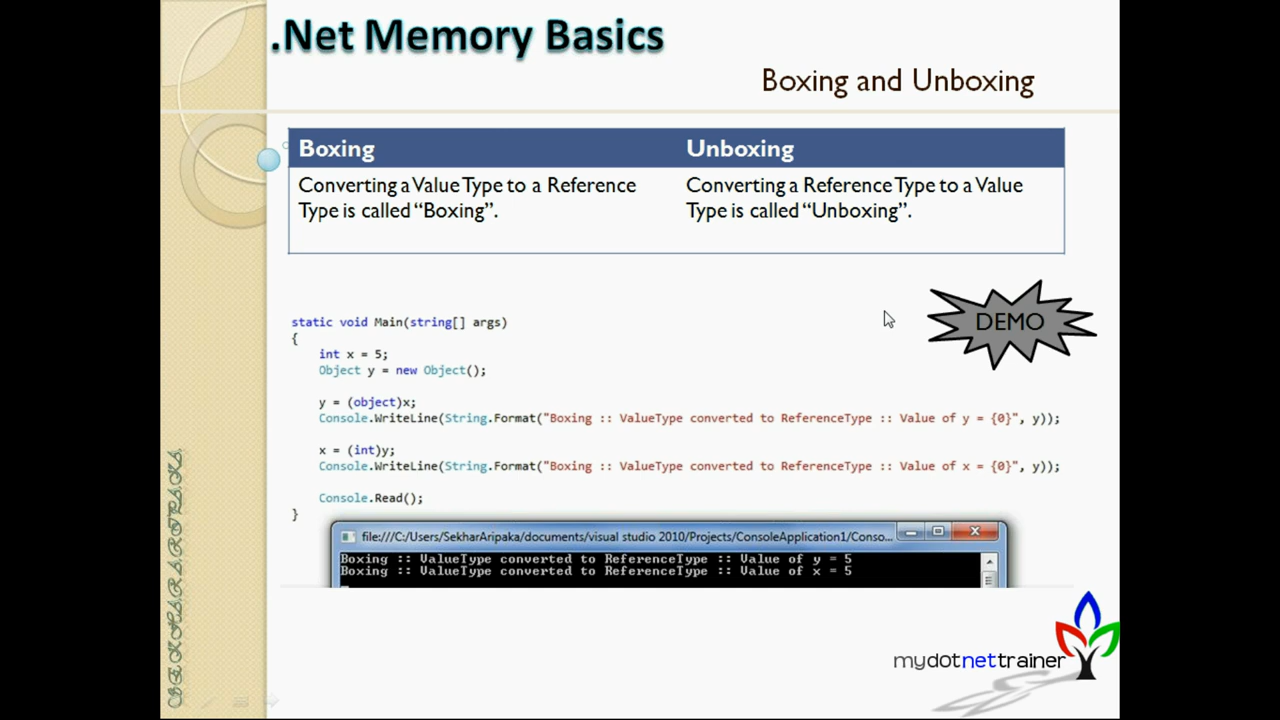 .Net Memory Basics
Boxing and Unboxing
Boxing
Unboxing
Converting a Value Type to a Reference
Type is called “Boxing”.
Converting a Reference Type to a Value
Type is called “Unboxing”.
DEMO
static void Main(string[] args)
{
int x = 5;
Object y = new Object();
y = (object)x;
Console.WriteLine(String.Format("Boxing :: ValueType converted to ReferenceType :: Value of y = {0}", y));
x = (int)y;
Console.WriteLine(String.Format("Boxing :: ValueType converted to ReferenceType :: Value of x = {0}", y));
Console.Read();
}
file:///C:/Users/SekharAripaka/documents/visual studio 2010/Projects/ConsoleApplication1/Conso...
Boxing :: ValueType converted to ReferenceType :: Value of y = 5
Boxing :: ValueType converted to ReferenceType :: Value of x = 5
mydotnettrainer